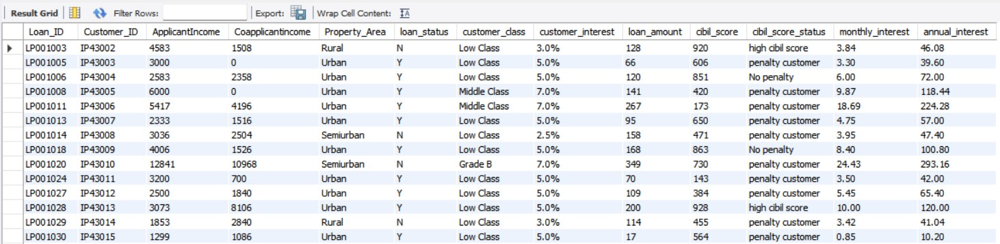 Result Grid Filter Rows: Export: Wrap Cell Content: IA
Loan_ID Customer_ID ApplicantIncome Coapplicantincome Property_Area loan_status customer_class customer_interest loan_amount cibil_score cibil_score_status monthly_interest annual_interest
LP001003 IP43002 4583 1508 Rural N Low Class 3.0% 128 920 high cibil score 3.84 46.08
LP001005 IP43003 3000 0 Urban Y Low Class 5.0% 66 606 penalty customer 3.30 39.60
LP001006 IP43004 2583 2358 Urban Y Low Class 5.0% 120 851 No penalty 6.00 72.00
LP001008 IP43005 6000 0 Urban Y Middle Class 7.0% 141 420 penalty customer 9.87 118.44
LP001011 IP43006 5417 4196 Urban Y Middle Class 7.0% 267 173 penalty customer 18.69 224.28
LP001013 IP43007 2333 1516 Urban Y Low Class 5.0% 95 650 penalty customer 4.75 57.00
LP001014 IP43008 3036 2504 Semiurban N Low Class 2.5% 158 471 penalty customer 3.95 47.40
LP001018 IP43009 4006 1526 Urban Y Low Class 5.0% 168 863 No penalty 8.40 100.80
LP001020 IP43010 12841 10968 Semiurban N Grade B 7.0% 349 730 penalty customer 24.43 293.16
LP001024 IP43011 3200 700 Urban Y Low Class 5.0% 70 143 penalty customer 3.50 42.00
LP001027 IP43012 2500 1840 Urban Y Low Class 5.0% 109 384 penalty customer 5.45 65.40
LP001028 IP43013 3073 8106 Urban Y Low Class 5.0% 200 928 high cibil score 10.00 120.00
LP001029 IP43014 1853 2840 Rural N Low Class 3.0% 114 455 penalty customer 3.42 41.04
LP001030 IP43015 1299 1086 Urban Y Low Class 5.0% 17 564 penalty customer 0.85 10.20